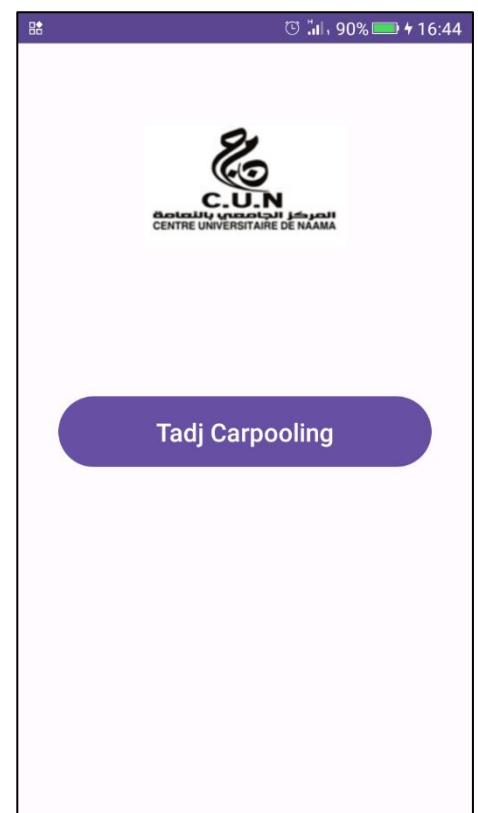 90% 16:44
C.U.N
المركز الجامعي بالنعامة
CENTRE UNIVERSITAIRE DE NAAMA
Tadj Carpooling